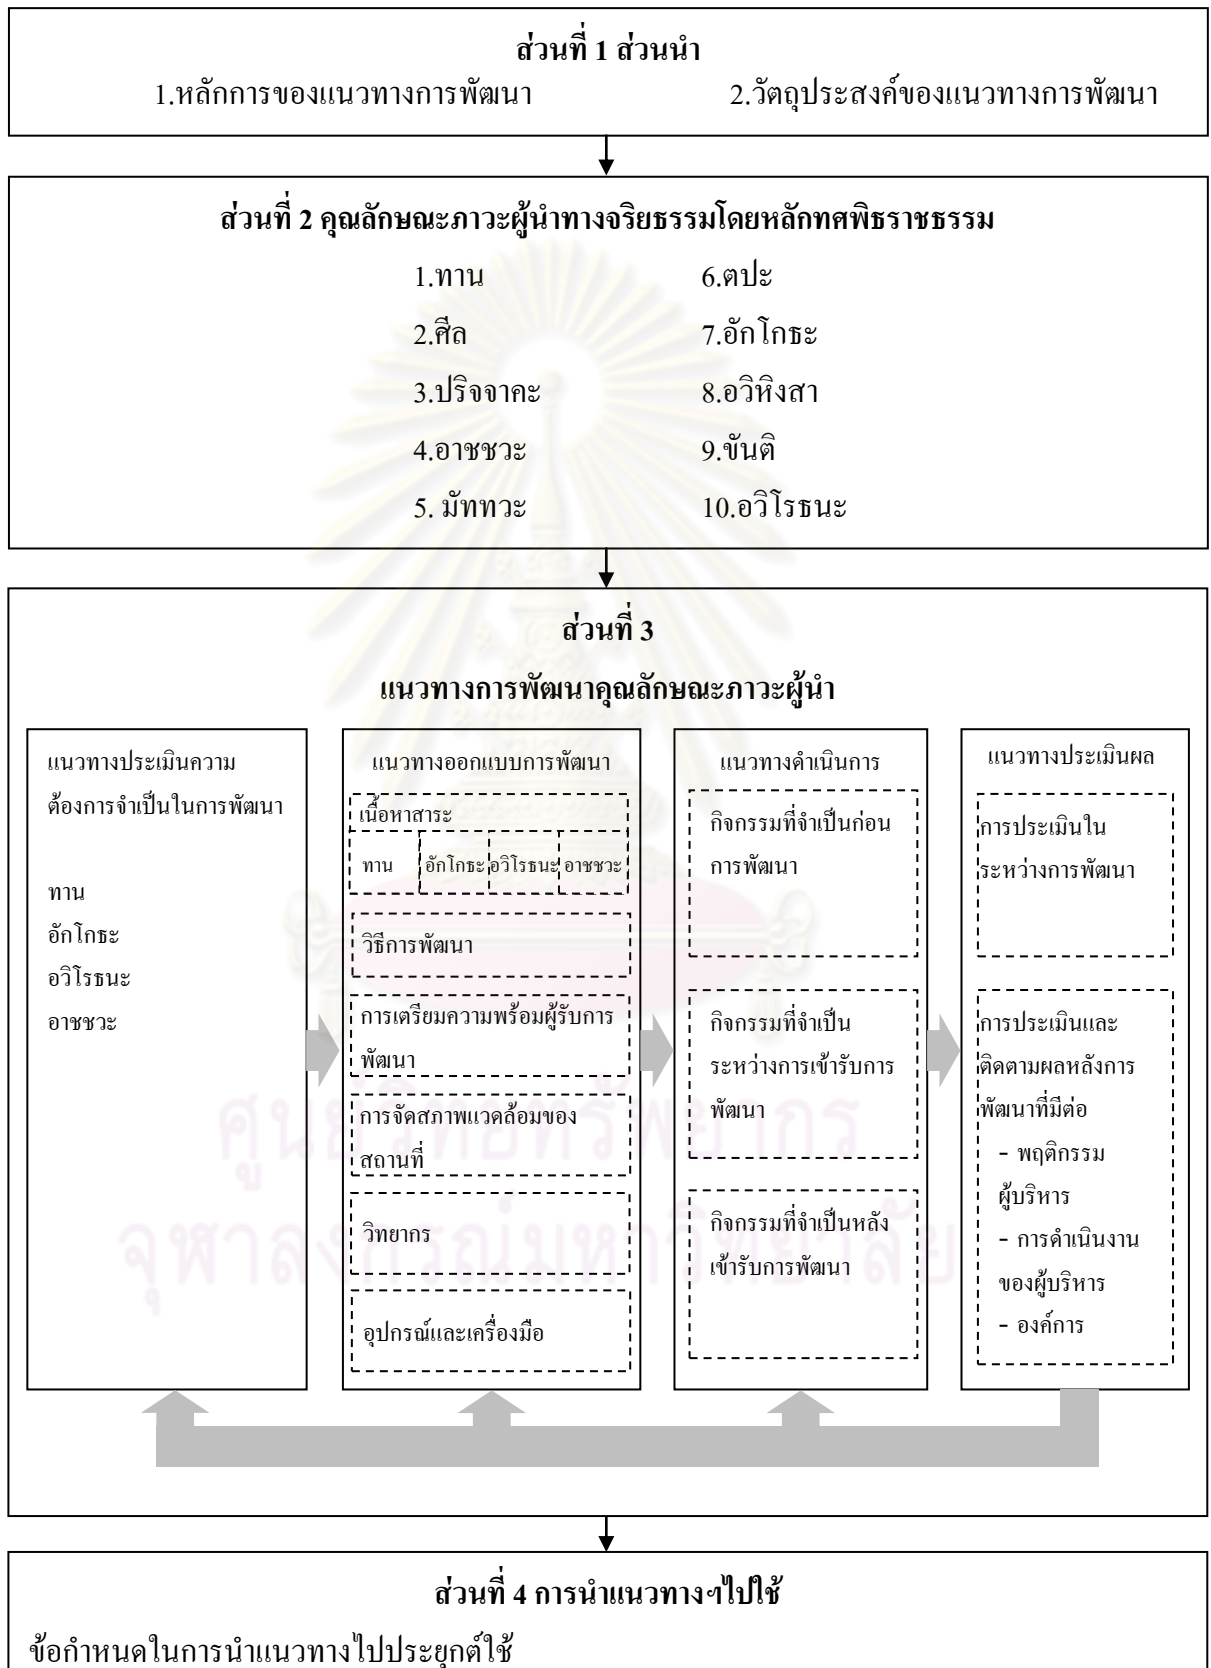 ส่วนที่ 1 ส่วนนำ
1.หลักการของแนวทางการพัฒนา 2.วัตถุประสงค์ของแนวทางการพัฒนา
ส่วนที่ 2 คุณลักษณะภาวะผู้นำทางจริยธรรมโดยหลักทศพิธราชธรรม
1.ทาน 6.ตปะ
2.ศีล 7.อักโกธะ
3.ปริจจาคะ 8.อวิหิงสา
4.อาชชวะ 9.ขันติ
5. มัททวะ 10.อวิโรธนะ
ส่วนที่ 3
แนวทางการพัฒนาคุณลักษณะภาวะผู้นำ
แนวทางประเมินความ
ต้องการจำเป็นในการพัฒนา
ทาน
อักโกธะ
อวิโรธนะ
อาชชวะ
แนวทางออกแบบการพัฒนา
เนื้อหาสาระ
ทาน อักโกธะ อวิโรธนะ อาชชวะ
วิธีการพัฒนา
การเตรียมความพร้อมผู้รับการ
พัฒนา
การจัดสภาพแวดล้อมของ
สถานที่
วิทยากร
อุปกรณ์และเครื่องมือ
แนวทางดำเนินการ
กิจกรรมที่จำเป็นก่อน
การพัฒนา
กิจกรรมที่จำเป็น
ระหว่างการเข้ารับการ
พัฒนา
กิจกรรมที่จำเป็นหลัง
เข้ารับการพัฒนา
แนวทางประเมินผล
การประเมินใน
ระหว่างการพัฒนา
การประเมินและ
ติดตามผลหลังการ
พัฒนาที่มีต่อ
- พฤติกรรม
ผู้บริหาร
- การดำเนินงาน
ของผู้บริหาร
- องค์การ
ศูนย์วิทยทรัพยากร
จุฬาลงกรณ์มหาวิทยาลัย
ส่วนที่ 4 การนำแนวทางฯไปใช้
ข้อกำหนดในการนำแนวทางไปประยุกต์ใช้